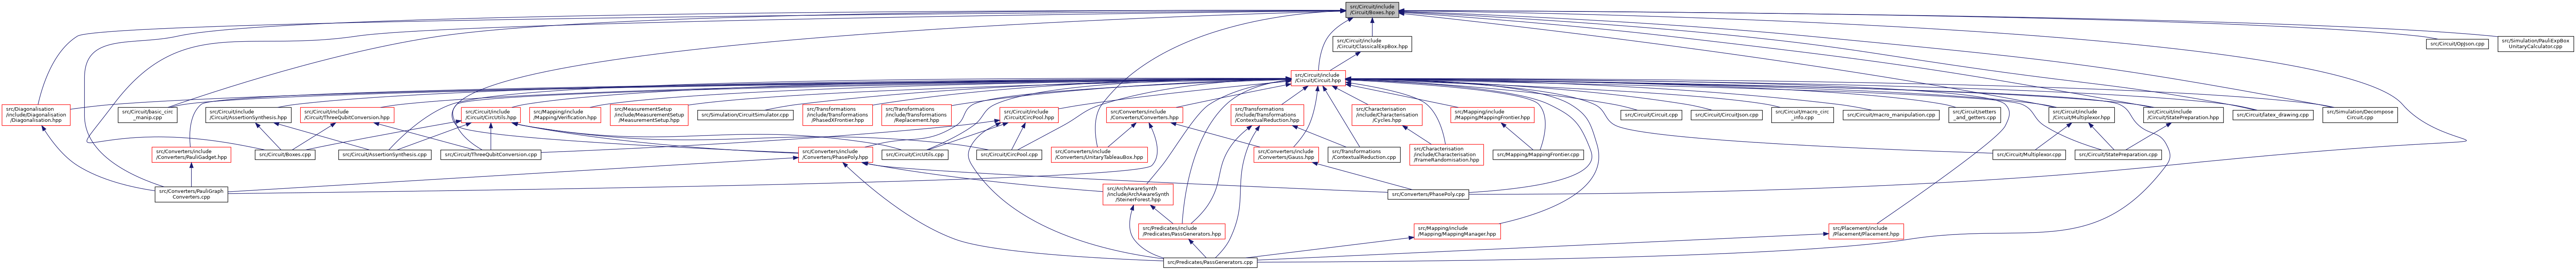 src/Circuit/include
/Circuit/Boxes.hpp
src/Circuit/include
/Circuit/ClassicalExpBox.hpp
src/Circuit/OpJson.cpp
src/Simulation/PauliExpBox
UnitaryCalculator.cpp
src/Circuit/include
/Circuit/Circuit.hpp
src/Diagonalisation
/include/Diagonalisation
/Diagonalisation.hpp
src/Circuit/basic_circ
_manip.cpp
src/Circuit/include
/Circuit/AssertionSynthesis.hpp
src/Circuit/include
/Circuit/ThreeQubitConversion.hpp
src/Circuit/include
/Circuit/CircUtils.hpp
src/Mapping/include
/Mapping/Verification.hpp
src/MeasurementSetup
/include/MeasurementSetup
/MeasurementSetup.hpp
src/Simulation/CircuitSimulator.cpp
src/Transformations
/include/Transformations
/PhasedXFrontier.hpp
src/Transformations
/include/Transformations
/Replacement.hpp
src/Circuit/include
/Circuit/CircPool.hpp
src/Converters/include
/Converters/Converters.hpp
src/Transformations
/include/Transformations
/ContextualReduction.hpp
src/Characterisation
/include/Characterisation
/Cycles.hpp
src/Mapping/include
/Mapping/MappingFrontier.hpp
src/Circuit/Circuit.cpp
src/Circuit/CircuitJson.cpp
src/Circuit/macro_circ
_info.cpp
src/Circuit/macro_manipulation.cpp
src/Circuit/setters
_and_getters.cpp
src/Circuit/include
/Circuit/Multiplexor.hpp
src/Circuit/include
/Circuit/StatePreparation.hpp
src/Circuit/latex_drawing.cpp
src/Simulation/Decompose
Circuit.cpp
src/Converters/include
/Converters/PauliGadget.hpp
src/Circuit/Boxes.cpp
src/Circuit/AssertionSynthesis.cpp
src/Circuit/ThreeQubitConversion.cpp
src/Converters/include
/Converters/PhasePoly.hpp
src/Circuit/CircUtils.cpp
src/Circuit/CircPool.cpp
src/Converters/include
/Converters/UnitaryTableauBox.hpp
src/Converters/include
/Converters/Gauss.hpp
src/Transformations
/ContextualReduction.cpp
src/Characterisation
/include/Characterisation
/FrameRandomisation.hpp
src/Mapping/MappingFrontier.cpp
src/Circuit/Multiplexor.cpp
src/Circuit/StatePreparation.cpp
src/Converters/PauliGraph
Converters.cpp
src/ArchAwareSynth
/include/ArchAwareSynth
/SteinerForest.hpp
src/Converters/PhasePoly.cpp
src/Predicates/include
/Predicates/PassGenerators.hpp
src/Mapping/include
/Mapping/MappingManager.hpp
src/Placement/include
/Placement/Placement.hpp
src/Predicates/PassGenerators.cpp